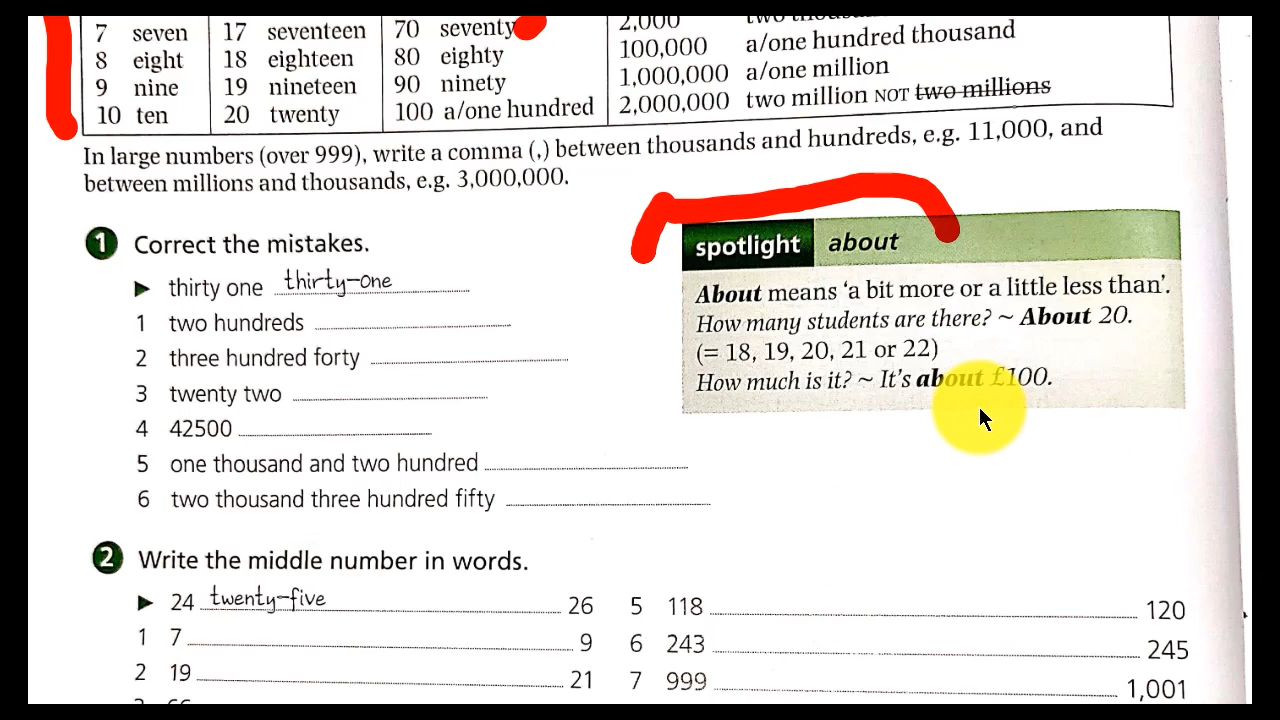 7 seven 17 seventeen 70 seventy 2,000
8 eight 18 eighteen 80 eighty 100,000 a/one hundred thousand
9 nine 19 nineteen 90 ninety 1,000,000 a/one million
10 ten 20 twenty 100 a/one hundred 2,000,000 two million NOT two millions
In large numbers (over 999), write a comma (,) between thousands and hundreds, e.g. 11,000, and
between millions and thousands, e.g. 3,000,000.
1 Correct the mistakes.
▶ thirty one thirty-one
1 two hundreds
2 three hundred forty
3 twenty two
4 42500
5 one thousand and two hundred
6 two thousand three hundred fifty
spotlight about
About means ‘a bit more or a little less than’.
How many students are there? ~ About 20.
(= 18, 19, 20, 21 or 22)
How much is it? ~ It's about £100.
2 Write the middle number in words.
▶ 24 twenty-five 26
1 7 9
2 19 21
5 118 120
6 243 245
7 999 1,001